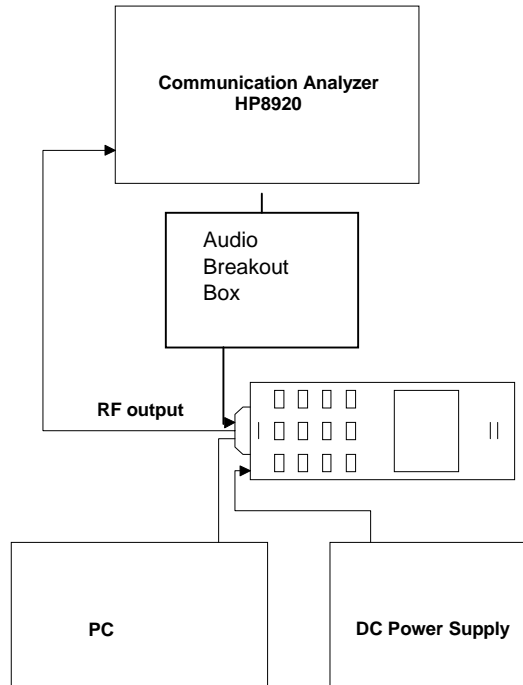 Communication Analyzer
HP8920
Audio
Breakout
Box
RF output
PC
DC Power Supply